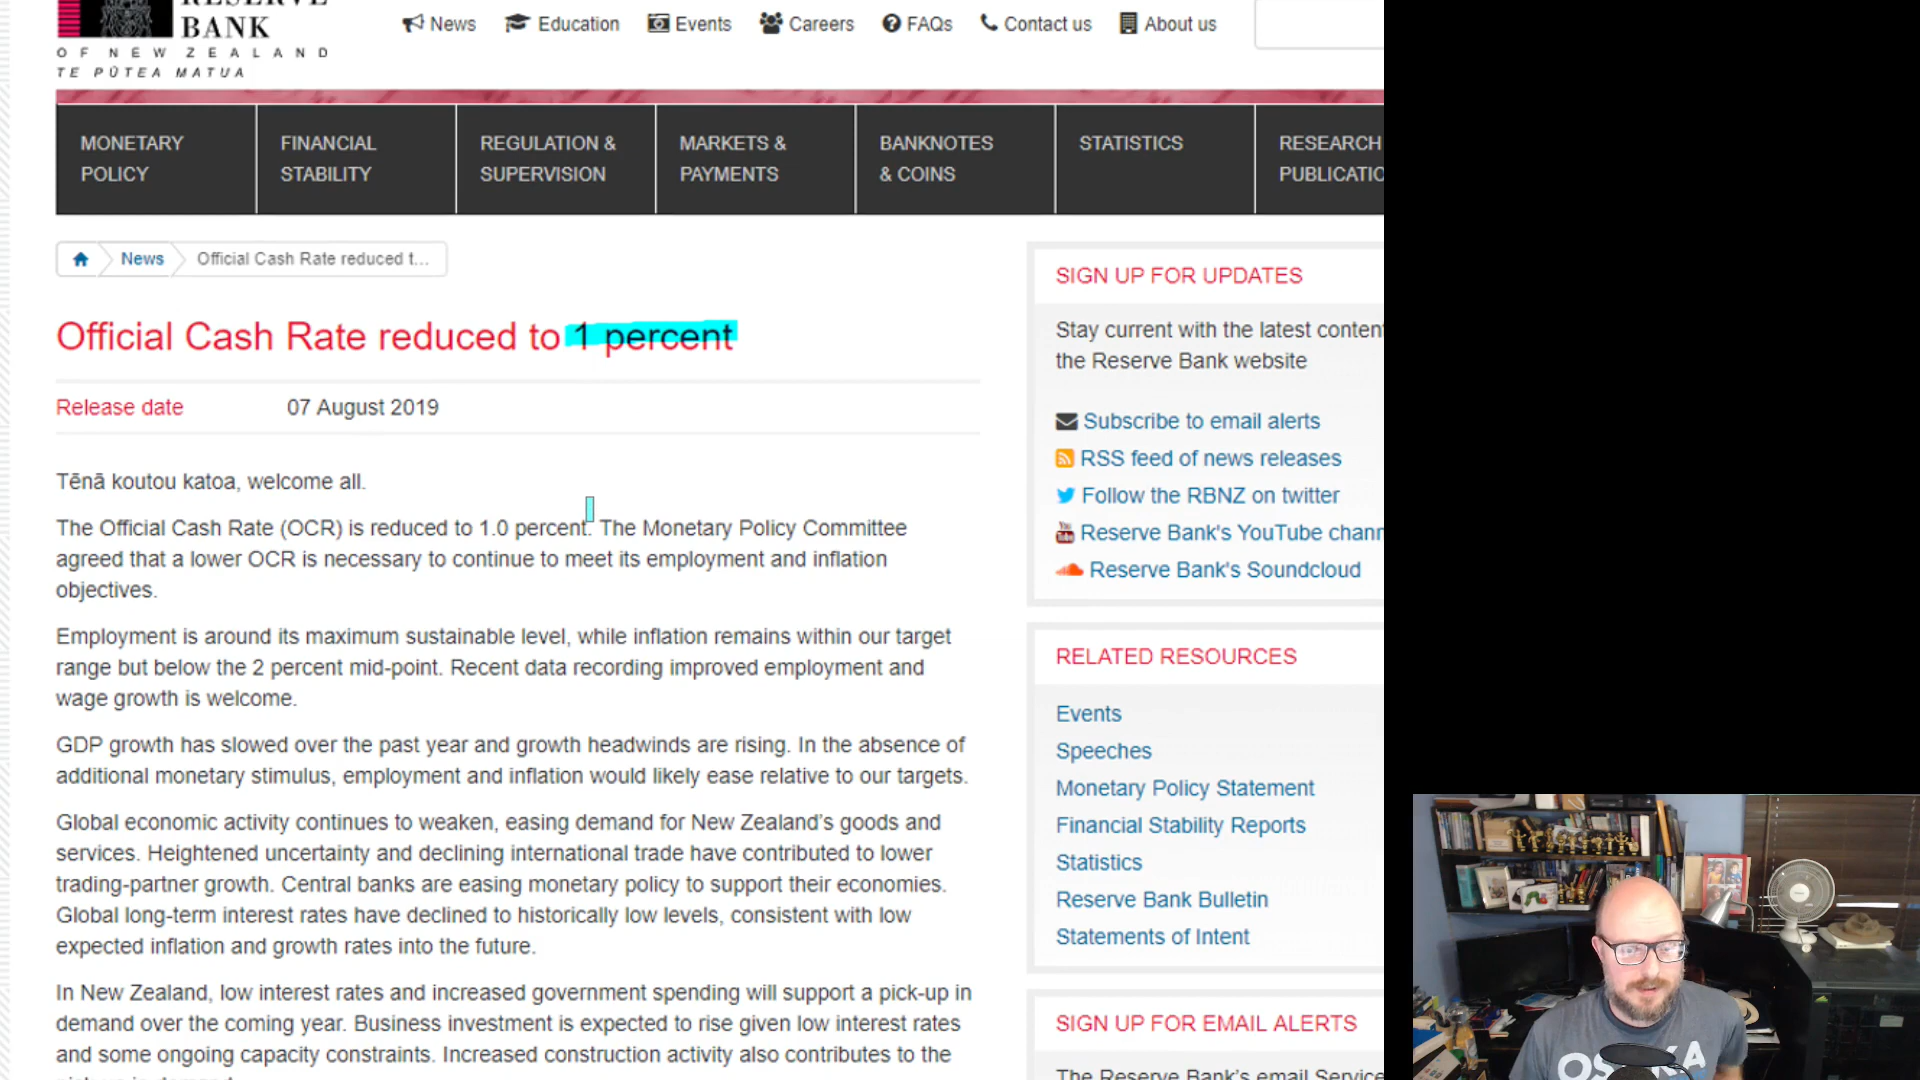 RESERVE
BANK
OF NEW ZEALAND
TE PŪTEA MATUA
News
Education
Events
Careers
FAQs
Contact us
About us
MONETARY
POLICY
FINANCIAL
STABILITY
REGULATION &
SUPERVISION
MARKETS &
PAYMENTS
BANKNOTES
& COINS
STATISTICS
RESEARCH
PUBLICATIO
News
Official Cash Rate reduced t...
Official Cash Rate reduced to 1 percent
Release date 07 August 2019
Tēnā koutou katoa, welcome all.
The Official Cash Rate (OCR) is reduced to 1.0 percent. The Monetary Policy Committee
agreed that a lower OCR is necessary to continue to meet its employment and inflation
objectives.
Employment is around its maximum sustainable level, while inflation remains within our target
range but below the 2 percent mid-point. Recent data recording improved employment and
wage growth is welcome.
GDP growth has slowed over the past year and growth headwinds are rising. In the absence of
additional monetary stimulus, employment and inflation would likely ease relative to our targets.
Global economic activity continues to weaken, easing demand for New Zealand's goods and
services. Heightened uncertainty and declining international trade have contributed to lower
trading-partner growth. Central banks are easing monetary policy to support their economies.
Global long-term interest rates have declined to historically low levels, consistent with low
expected inflation and growth rates into the future.
In New Zealand, low interest rates and increased government spending will support a pick-up in
demand over the coming year. Business investment is expected to rise given low interest rates
and some ongoing capacity constraints. Increased construction activity also contributes to the
SIGN UP FOR UPDATES
Stay current with the latest content
the Reserve Bank website
Subscribe to email alerts
RSS feed of news releases
Follow the RBNZ on twitter
Reserve Bank's YouTube chann
Reserve Bank's Soundcloud
RELATED RESOURCES
Events
Speeches
Monetary Policy Statement
Financial Stability Reports
Statistics
Reserve Bank Bulletin
Statements of Intent
SIGN UP FOR EMAIL ALERTS
The Reserve Bank's email Service
OSAKA